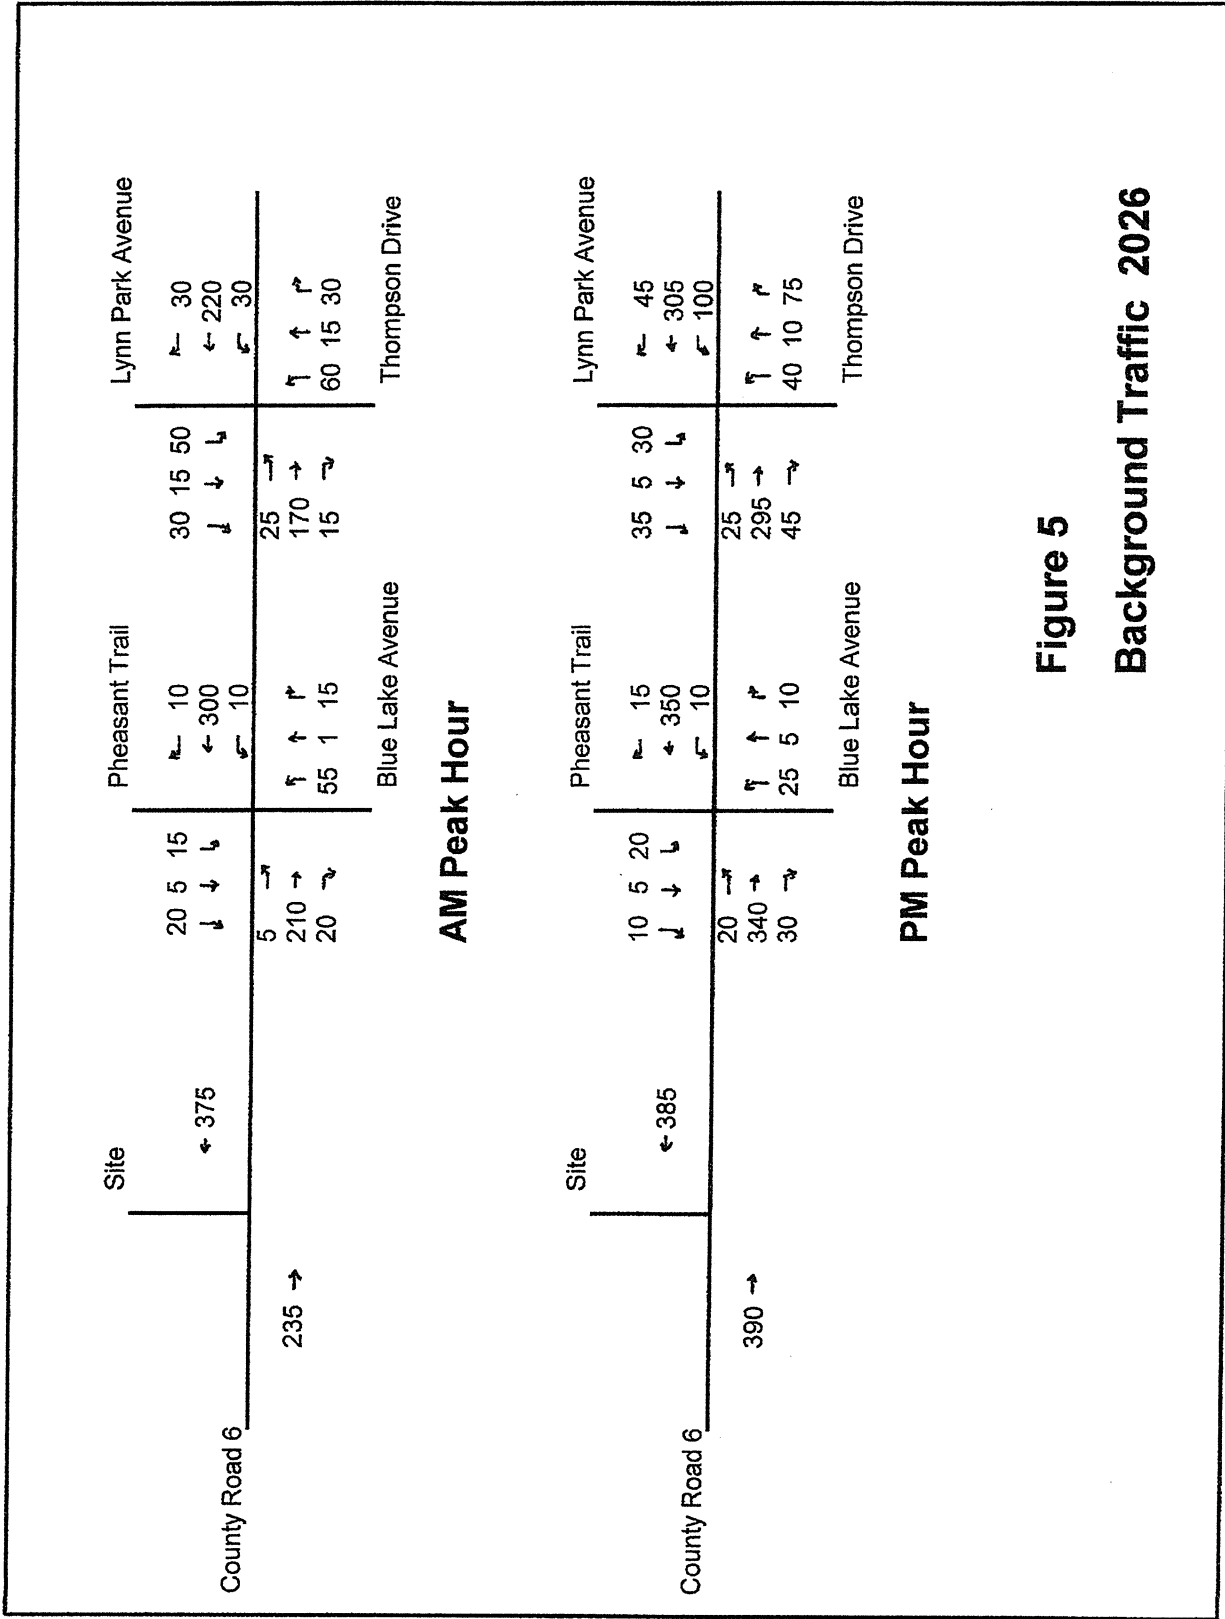 Pheasant Trail
Lynn Park Avenue
Site
20 5 15
10
30 15 50
30
← 375
← 300
← 220
10
30
County Road 6
5
25
235 →
210 →
55 1 15
170 →
60 15 30
20
15
Blue Lake Avenue
Thompson Drive
AM Peak Hour
Pheasant Trail
Lynn Park Avenue
Site
10 5 20
15
35 5 30
45
← 385
← 350
← 305
10
100
County Road 6
20
25
390 →
340 →
25 5 10
295 →
40 10 75
30
45
Blue Lake Avenue
Thompson Drive
PM Peak Hour
Figure 5
Background Traffic 2026